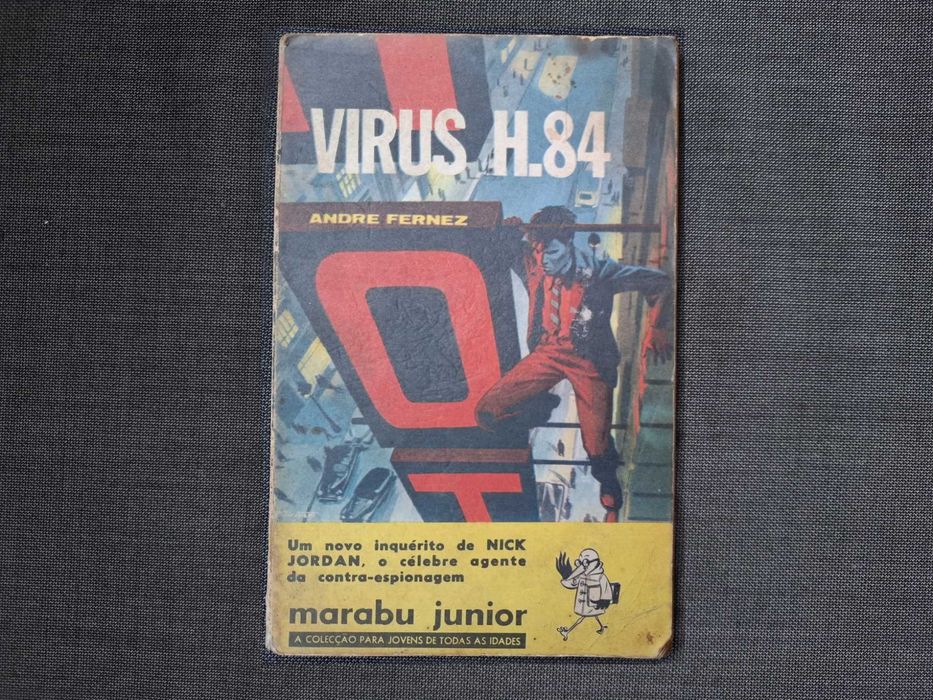 VIRUS H.84
ANDRE FERNEZ
OT
Um novo inquérito de NICK
JORDAN, o célebre agente
da contra-espionagem
marabu junior
A COLECÇÃO PARA JOVENS DE TODAS AS IDADES